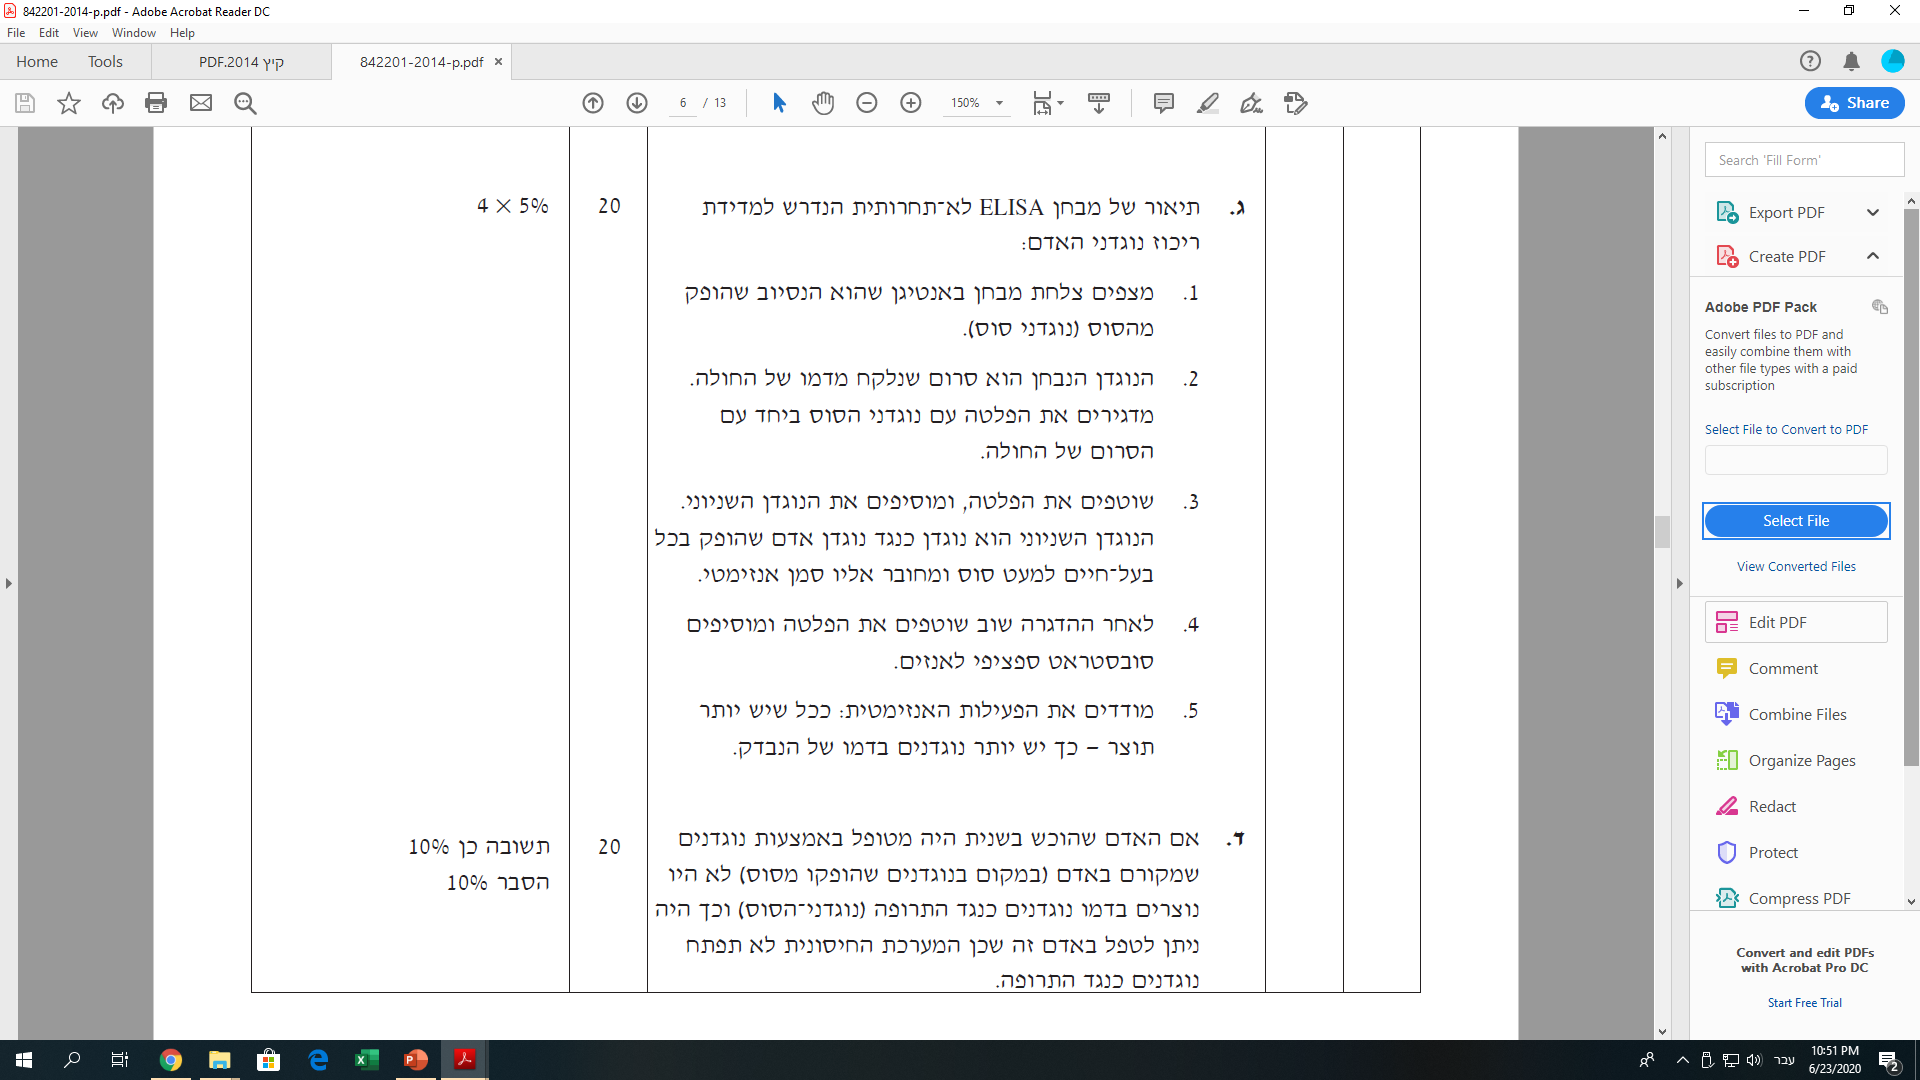 842201-2014-p.pdf - Adobe Acrobat Reader DC
File Edit View Window Help
Home Tools PDF.2014 קיץ 842201-2014-p.pdf ×
6 / 13 150% Share
Search 'Fill Form'
Export PDF
Create PDF
Adobe PDF Pack
Convert files to PDF and
easily combine them with
other file types with a paid
subscription
Select File to Convert to PDF
Select File
View Converted Files
Edit PDF
Comment
Combine Files
Organize Pages
Redact
Protect
Compress PDF
Convert and edit PDFs
with Acrobat Pro DC
Start Free Trial
ג. תיאור של מבחן ELISA לא־תחרותית הנדרש למדידת 20 4 × 5%
ריכוז נוגדני האדם:
1. מצפים צלחת מבחן באנטיגן שהוא הנסיוב שהופק
מהסוס (נוגדני סוס).
2. הנוגדן הנבחן הוא סרום שנלקח מדמו של החולה.
מדגירים את הפלטה עם נוגדני הסוס ביחד עם
הסרום של החולה.
3. שוטפים את הפלטה, ומוסיפים את הנוגדן השניוני.
הנוגדן השניוני הוא נוגדן כנגד נוגדן אדם שהופק בכל
בעל־חיים למעט סוס ומחובר אליו סמן אנזימטי.
4. לאחר ההדגרה שוב שוטפים את הפלטה ומוסיפים
סובסטראט ספציפי לאנזים.
5. מודדים את הפעילות האנזימטית: ככל שיש יותר
תוצר – כך יש יותר נוגדנים בדמו של הנבדק.
ד. אם האדם שהוכש בשנית היה מטופל באמצעות נוגדנים 20 תשובה כן 10%
שמקורם באדם (במקום בנוגדנים שהופקו מסוס) לא היו הסבר 10%
נוצרים בדמו נוגדנים כנגד התרופה (נוגדני־הסוס) וכך היה
ניתן לטפל באדם זה שכן המערכת החיסונית לא תפתח
נוגדנים כנגד התרופה.
עבר
10:51 PM
6/23/2020
2